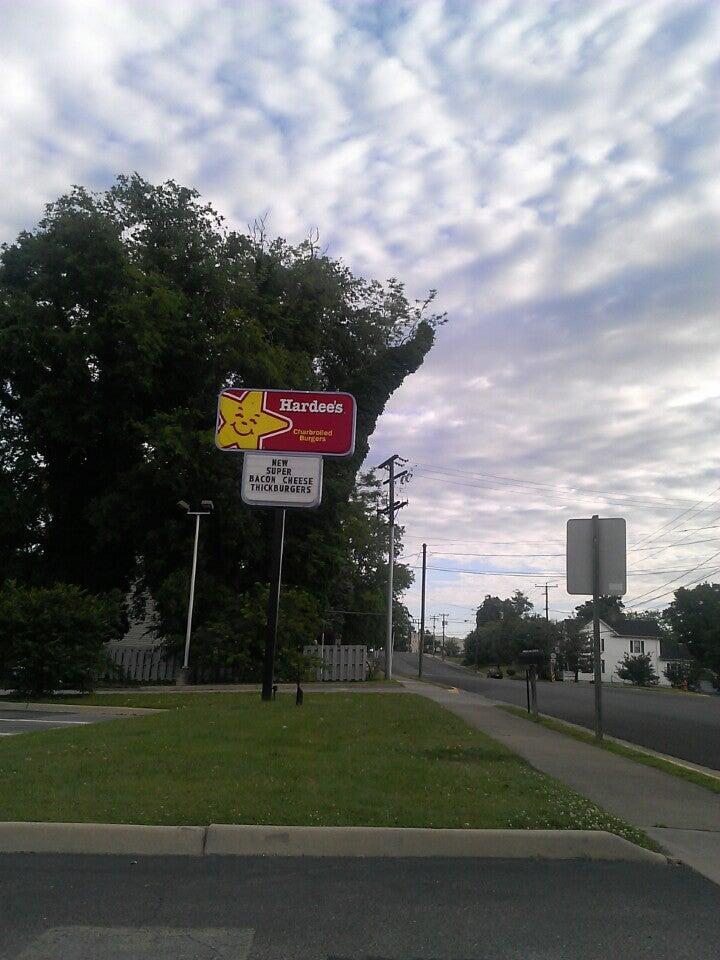 Hardee's
Charbroiled
Burgers
NEW
SUPER
BACON CHEESE
THICKBURGERS